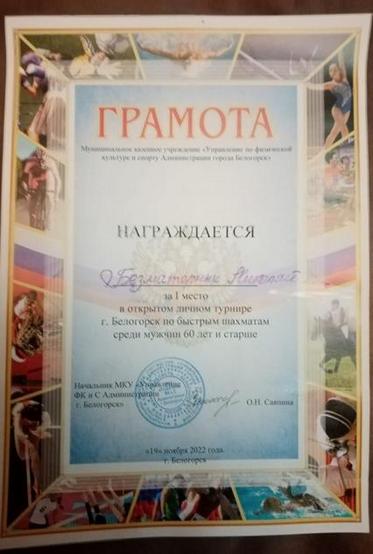 ГРАМОТА
Муниципальное казенное учреждение «Управление по физической
культуре и спорту Администрации города Белогорск»
НАГРАЖДАЕТСЯ
за I место
в открытом личном турнире
г. Белогорск по быстрым шахматам
среди мужчин 60 лет и старше
Начальник МКУ «Управление
ФК и С Администрации
г. Белогорск»
О.Н. Саяпина
«19» ноября 2022 года
г. Белогорск